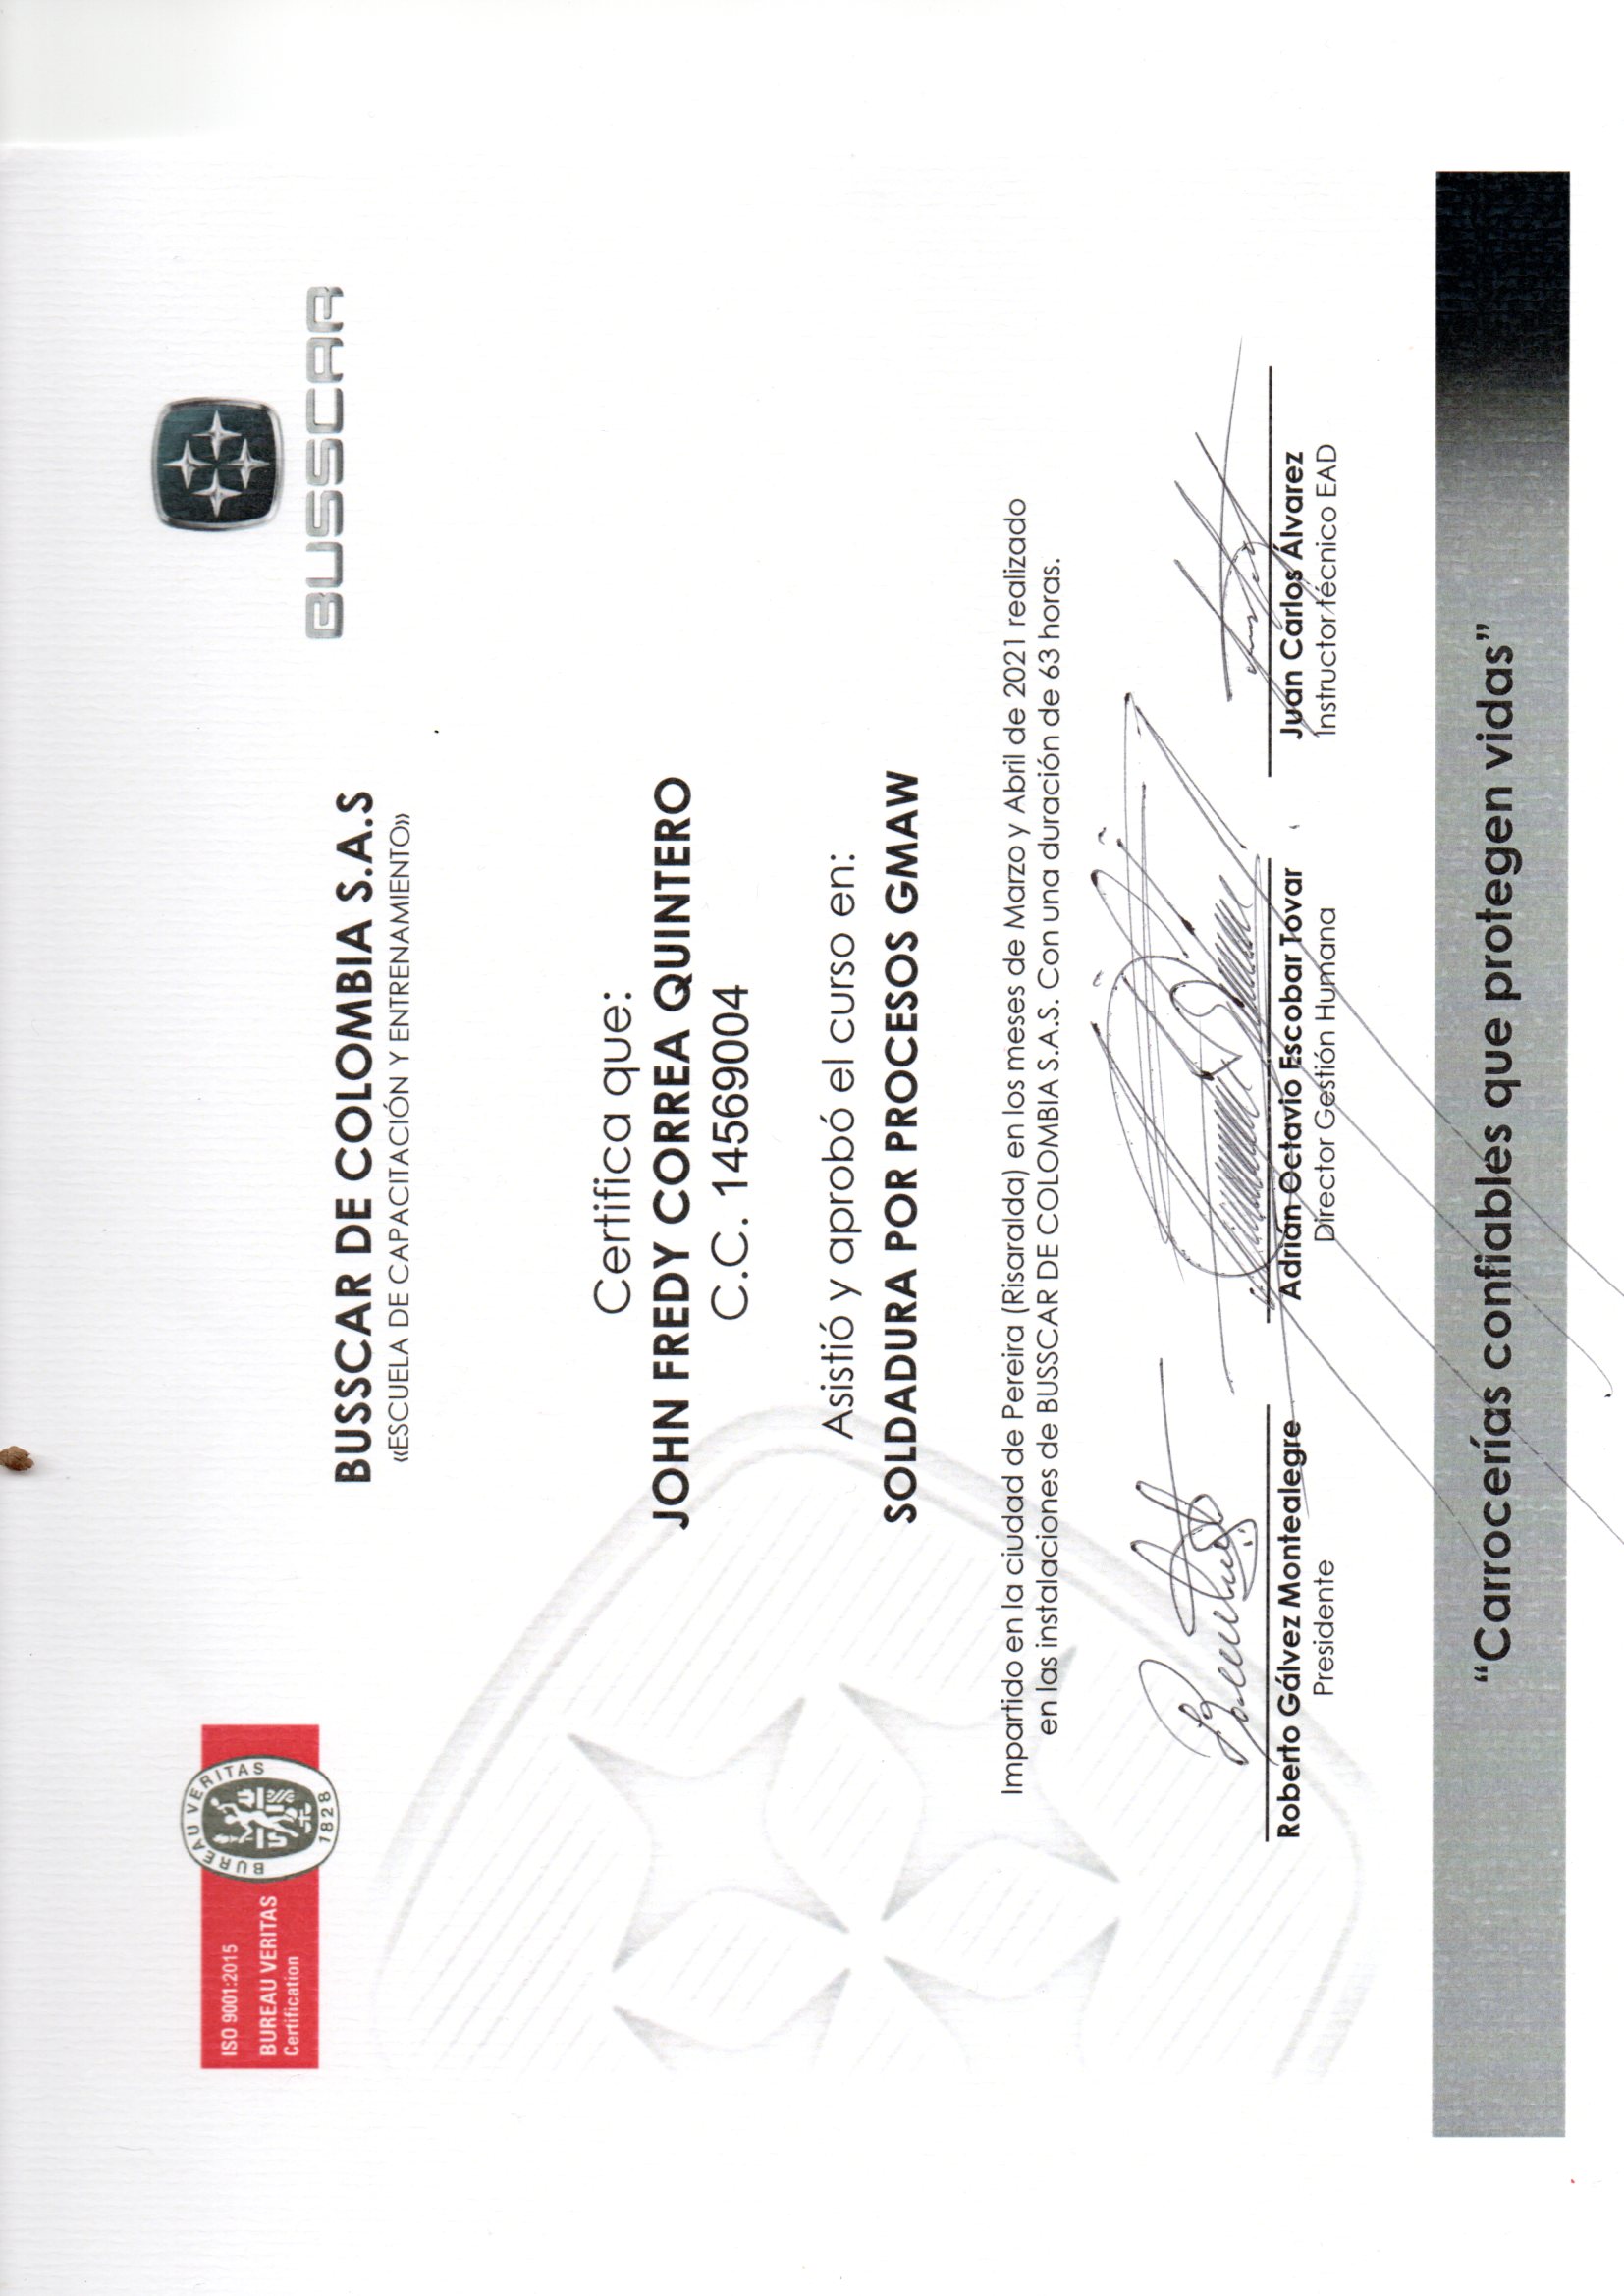 ISO 9001:2015
BUREAU VERITAS
Certification
BUREAU VERITAS
1828
BUSSCAR
BUSSCAR DE COLOMBIA S.A.S
«ESCUELA DE CAPACITACIÓN Y ENTRENAMIENTO»
Certifica que:
JOHN FREDY CORREA QUINTERO
C.C. 14569004
Asistió y aprobó el curso en:
SOLDADURA POR PROCESOS GMAW
Impartido en la ciudad de Pereira (Risaralda) en los meses de Marzo y Abril de 2021 realizado
en las instalaciones de BUSSCAR DE COLOMBIA S.A.S. Con una duración de 63 horas.
Roberto Gálvez Montealegre
Presidente
Adrián Octavio Escobar Tovar
Director Gestión Humana
Juan Carlos Álvarez
Instructor técnico EAD
“Carrocerías confiables que protegen vidas”